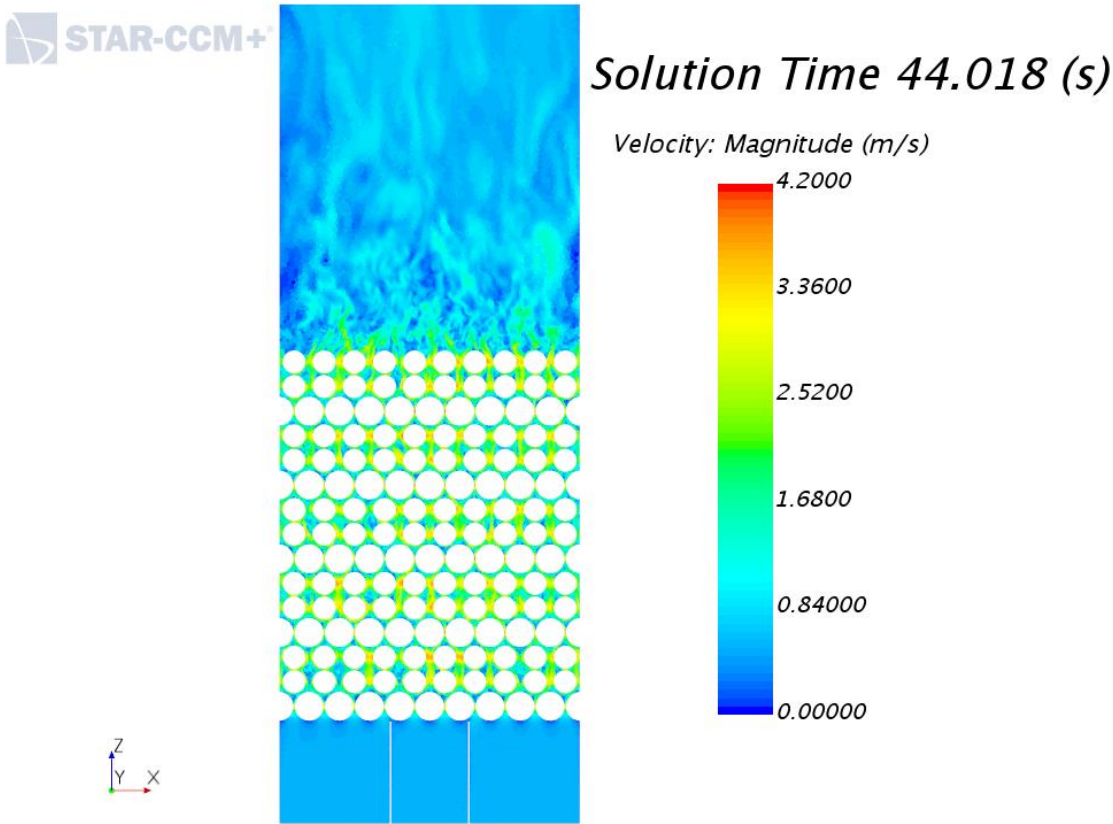 STAR-CCM+
Solution Time 44.018 (s)
Velocity: Magnitude (m/s)
4.2000
3.3600
2.5200
1.6800
0.84000
0.00000
Z
Y X